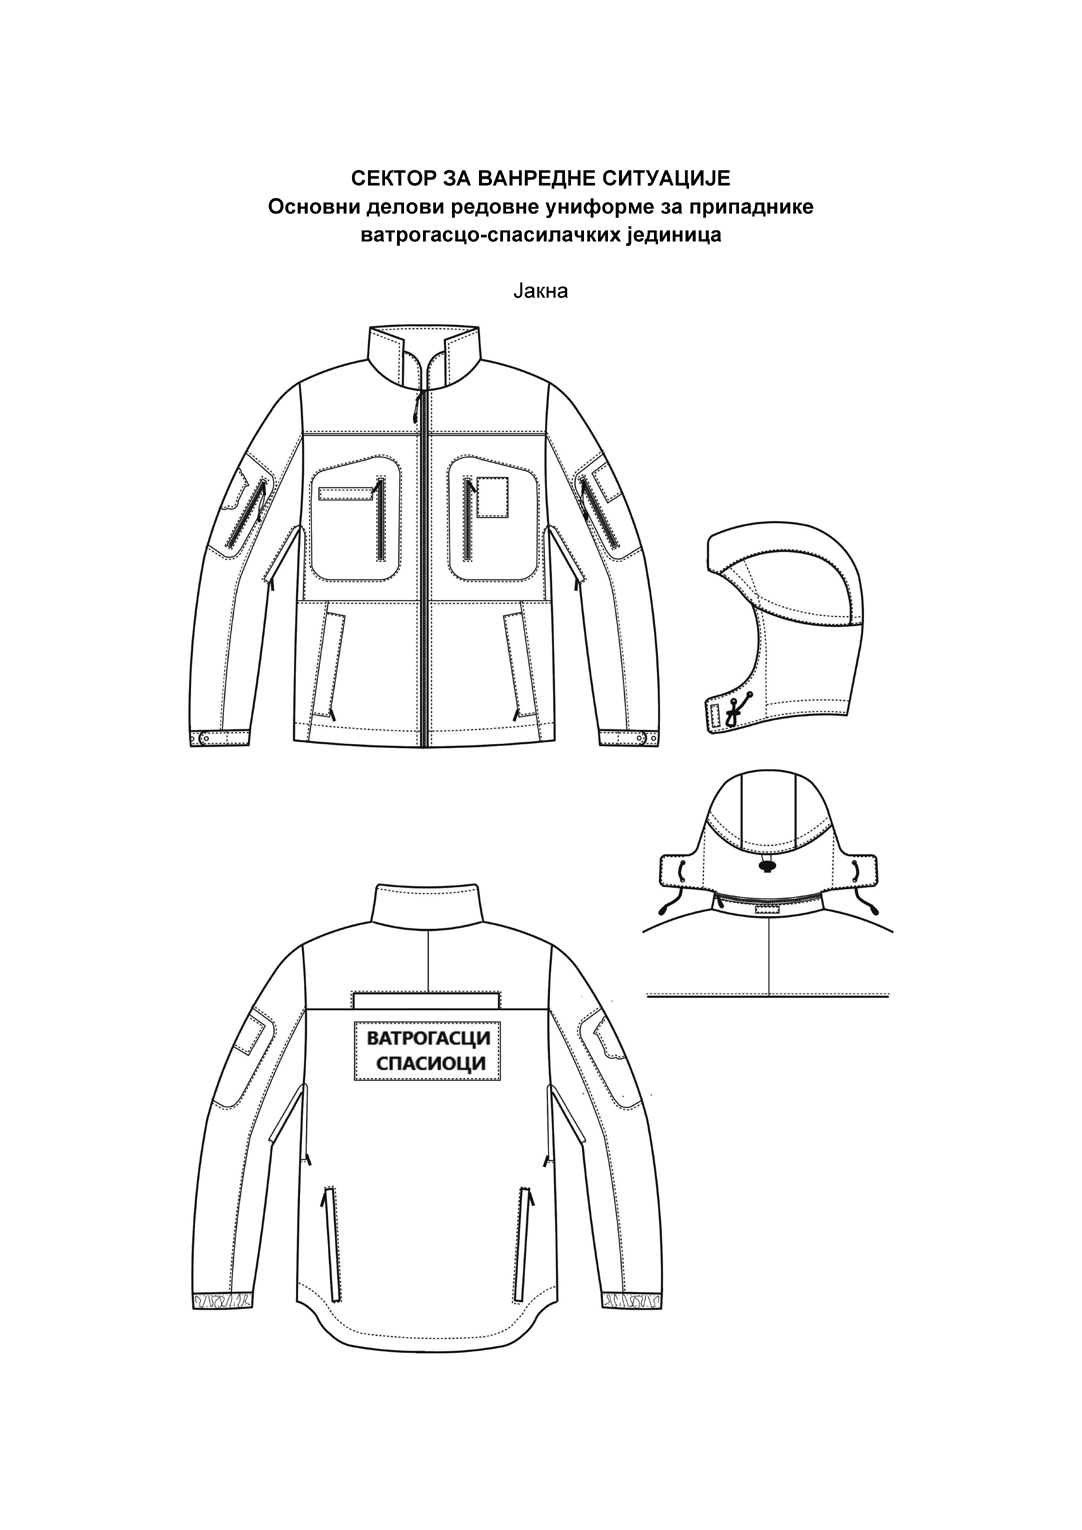 СЕКТОР ЗА ВАНРЕДНЕ СИТУАЦИЈЕ
Основни делови редовне униформе за припаднике
ватрогасцо-спасилачких јединица
Јакна
ВАТРОГАСЦИ
СПАСИОЦИ